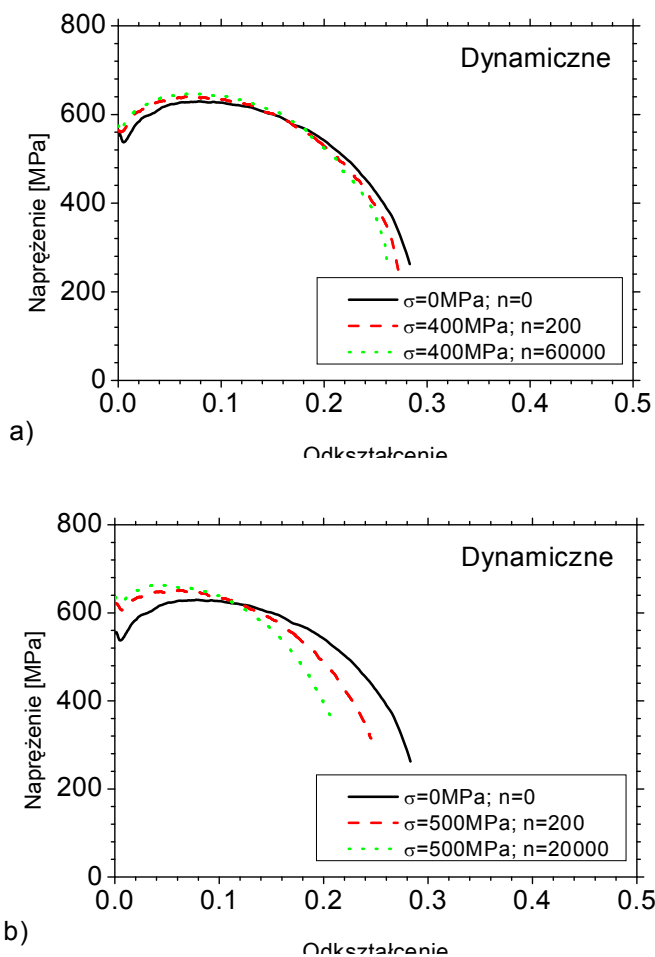 800
Dynamiczne
600
Naprężenie [MPa]
400
200
σ=0MPa; n=0
σ=400MPa; n=200
σ=400MPa; n=60000
0
0.0 0.1 0.2 0.3 0.4 0.5
a)
Odkształcenie
800
Dynamiczne
600
Naprężenie [MPa]
400
200
σ=0MPa; n=0
σ=500MPa; n=200
σ=500MPa; n=20000
0
0.0 0.1 0.2 0.3 0.4 0.5
b)
Odkształcenie